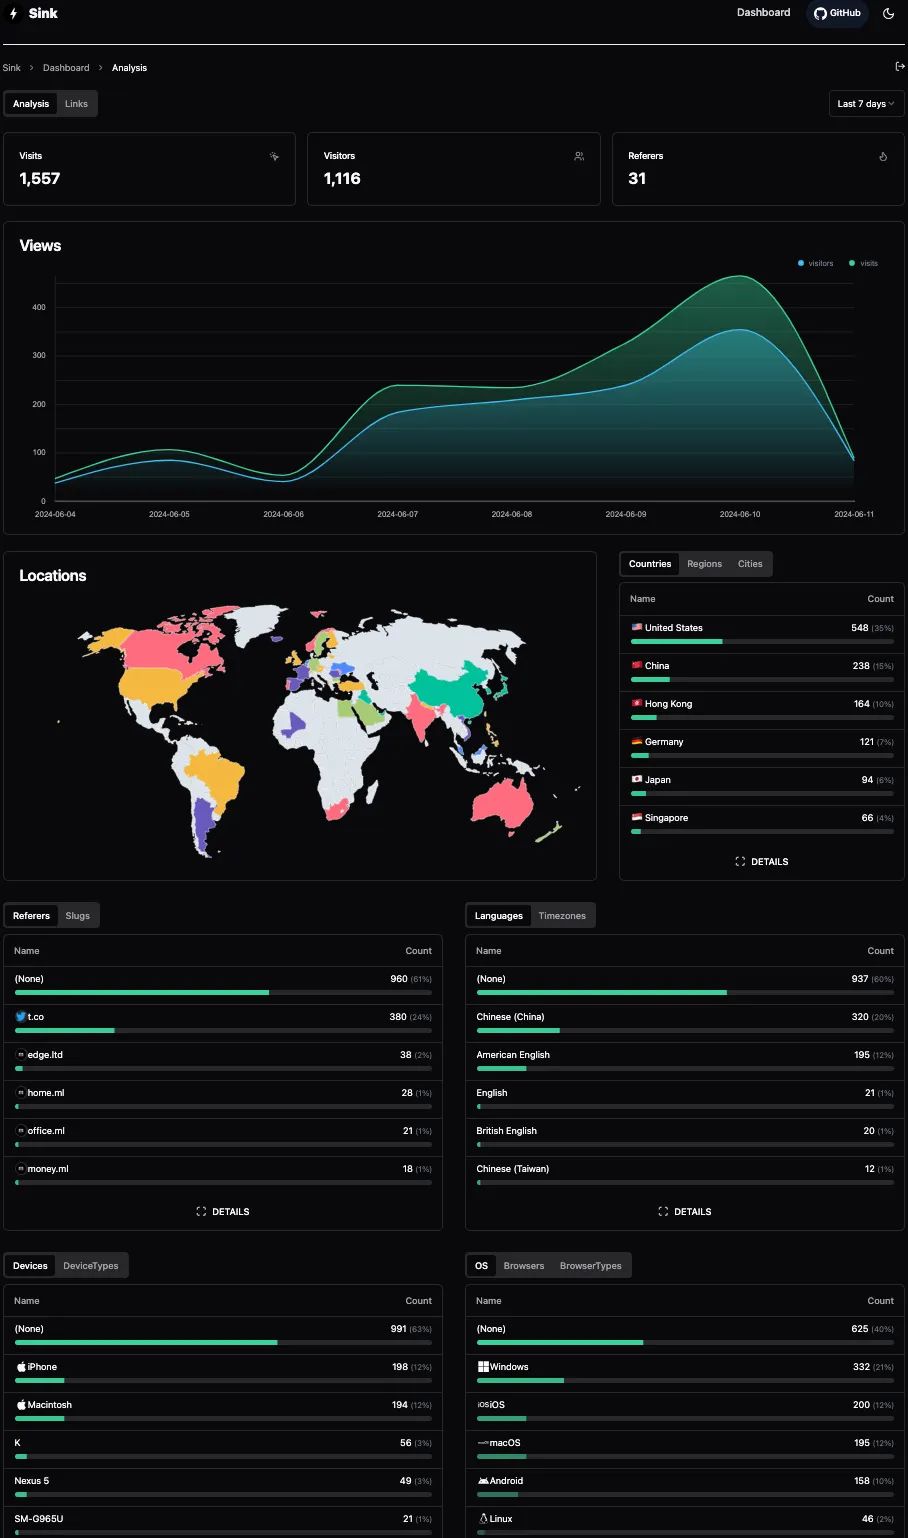 Sink
Dashboard GitHub
Sink > Dashboard > Analysis
Analysis Links
Last 7 days
Visits
1,557
Visitors
1,116
Referers
31
Views
visitors visits
400
300
200
100
0
2024-06-04 2024-06-05 2024-06-06 2024-06-07 2024-06-08 2024-06-09 2024-06-10 2024-06-11
Locations
Countries Regions Cities
Name Count
United States 548 (35%)
China 238 (15%)
Hong Kong 164 (10%)
Germany 121 (7%)
Japan 94 (6%)
Singapore 66 (4%)
DETAILS
Referers Slugs
Name Count
(None) 960 (61%)
t.co 380 (24%)
edge.ltd 38 (2%)
home.ml 28 (1%)
office.ml 21 (1%)
money.ml 18 (1%)
DETAILS
Languages Timezones
Name Count
(None) 937 (60%)
Chinese (China) 320 (20%)
American English 195 (12%)
English 21 (1%)
British English 20 (1%)
Chinese (Taiwan) 12 (1%)
DETAILS
Devices DeviceTypes
Name Count
(None) 991 (63%)
iPhone 198 (12%)
Macintosh 194 (12%)
K 56 (3%)
Nexus 5 49 (3%)
SM-G965U 21 (1%)
OS Browsers BrowserTypes
Name Count
(None) 625 (40%)
Windows 332 (21%)
iOS iOS 200 (12%)
macOS 195 (12%)
Android 158 (10%)
Linux 46 (2%)